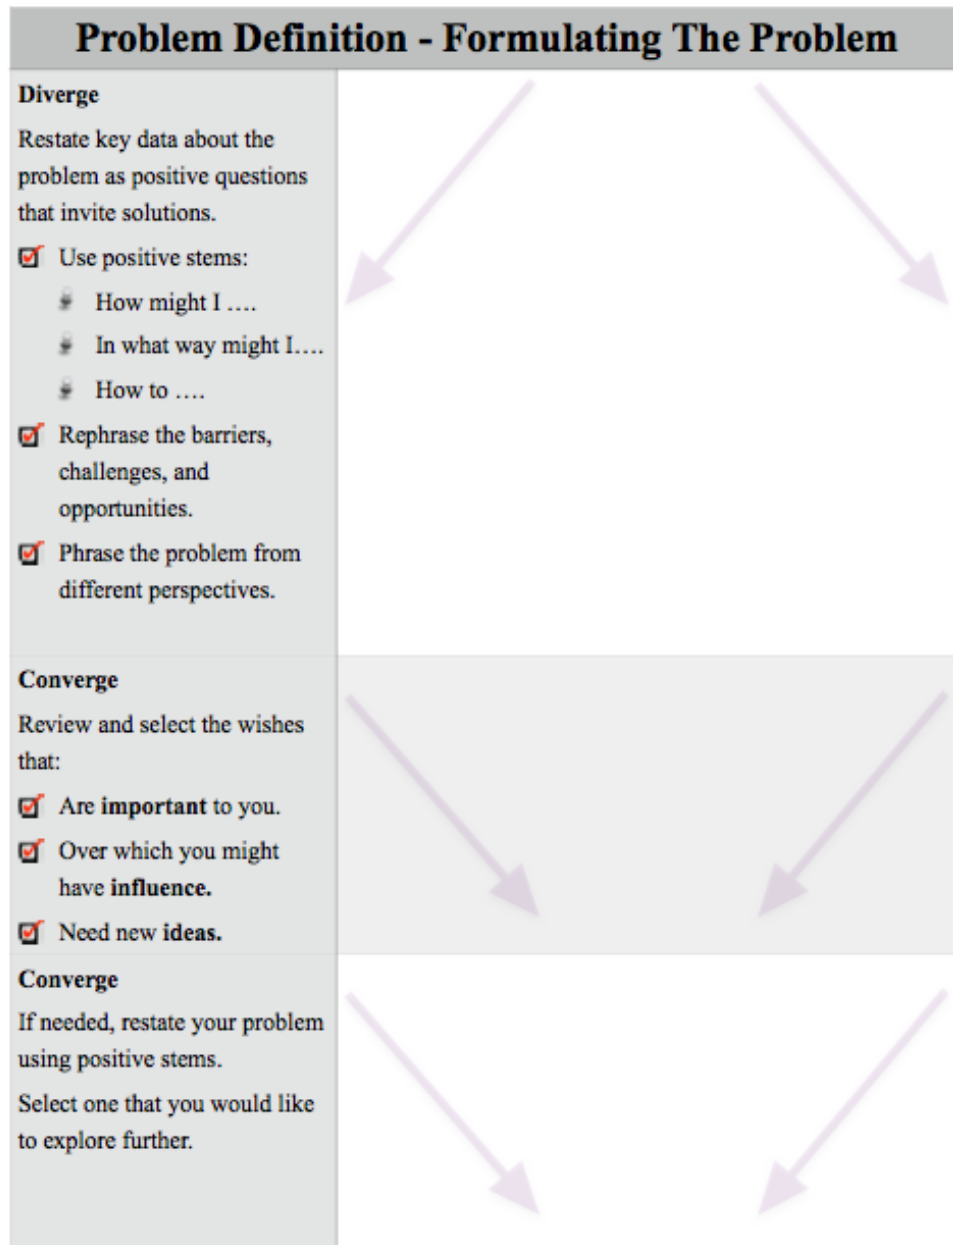 Problem Definition - Formulating The Problem
Diverge
Restate key data about the
problem as positive questions
that invite solutions.
Use positive stems:
How might I ....
In what way might I....
How to ....
Rephrase the barriers,
challenges, and
opportunities.
Phrase the problem from
different perspectives.
Converge
Review and select the wishes
that:
Are important to you.
Over which you might
have influence.
Need new ideas.
Converge
If needed, restate your problem
using positive stems.
Select one that you would like
to explore further.